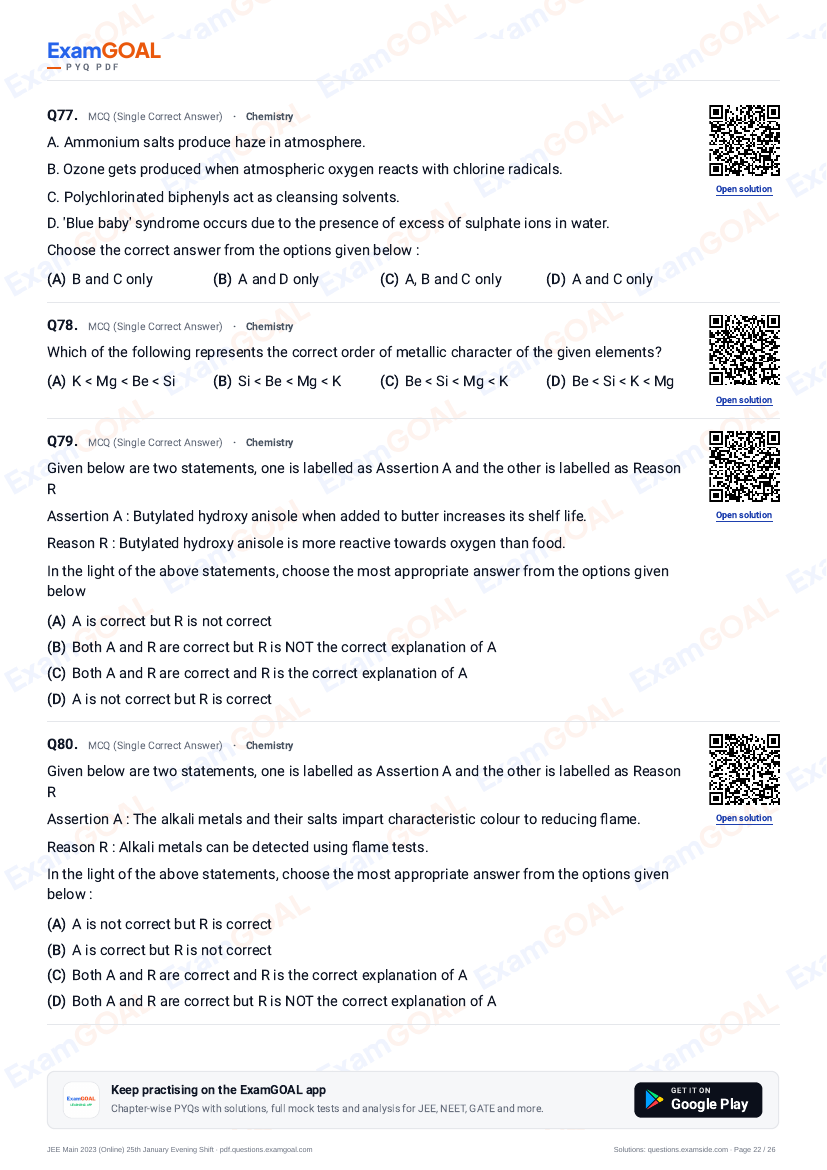 ExamGOAL
PYQ PDF
Q77. MCQ (Single Correct Answer) · Chemistry
A. Ammonium salts produce haze in atmosphere.
B. Ozone gets produced when atmospheric oxygen reacts with chlorine radicals.
C. Polychlorinated biphenyls act as cleansing solvents.
D. 'Blue baby' syndrome occurs due to the presence of excess of sulphate ions in water.
Choose the correct answer from the options given below :
(A) B and C only (B) A and D only (C) A, B and C only (D) A and C only
Open solution
Q78. MCQ (Single Correct Answer) · Chemistry
Which of the following represents the correct order of metallic character of the given elements?
(A) K < Mg < Be < Si (B) Si < Be < Mg < K (C) Be < Si < Mg < K (D) Be < Si < K < Mg
Open solution
Q79. MCQ (Single Correct Answer) · Chemistry
Given below are two statements, one is labelled as Assertion A and the other is labelled as Reason
R
Assertion A : Butylated hydroxy anisole when added to butter increases its shelf life.
Reason R : Butylated hydroxy anisole is more reactive towards oxygen than food.
In the light of the above statements, choose the most appropriate answer from the options given
below
(A) A is correct but R is not correct
(B) Both A and R are correct but R is NOT the correct explanation of A
(C) Both A and R are correct and R is the correct explanation of A
(D) A is not correct but R is correct
Open solution
Q80. MCQ (Single Correct Answer) · Chemistry
Given below are two statements, one is labelled as Assertion A and the other is labelled as Reason
R
Assertion A : The alkali metals and their salts impart characteristic colour to reducing flame.
Reason R : Alkali metals can be detected using flame tests.
In the light of the above statements, choose the most appropriate answer from the options given
below :
(A) A is not correct but R is correct
(B) A is correct but R is not correct
(C) Both A and R are correct and R is the correct explanation of A
(D) Both A and R are correct but R is NOT the correct explanation of A
Open solution
ExamGOAL
Keep practising on the ExamGOAL app
Chapter-wise PYQs with solutions, full mock tests and analysis for JEE, NEET, GATE and more.
GET IT ON
Google Play
JEE Main 2023 (Online) 25th January Evening Shift · pdf.questions.examgoal.com
Solutions: questions.examside.com · Page 22 / 26